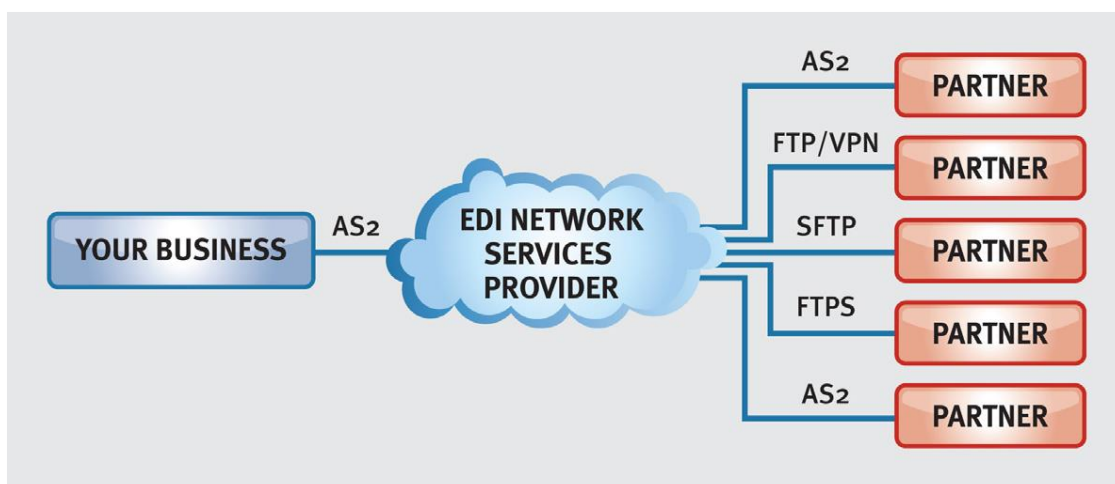 YOUR BUSINESS
AS2
EDI NETWORK
SERVICES
PROVIDER
AS2
PARTNER
FTP/VPN
PARTNER
SFTP
PARTNER
FTPS
PARTNER
AS2
PARTNER